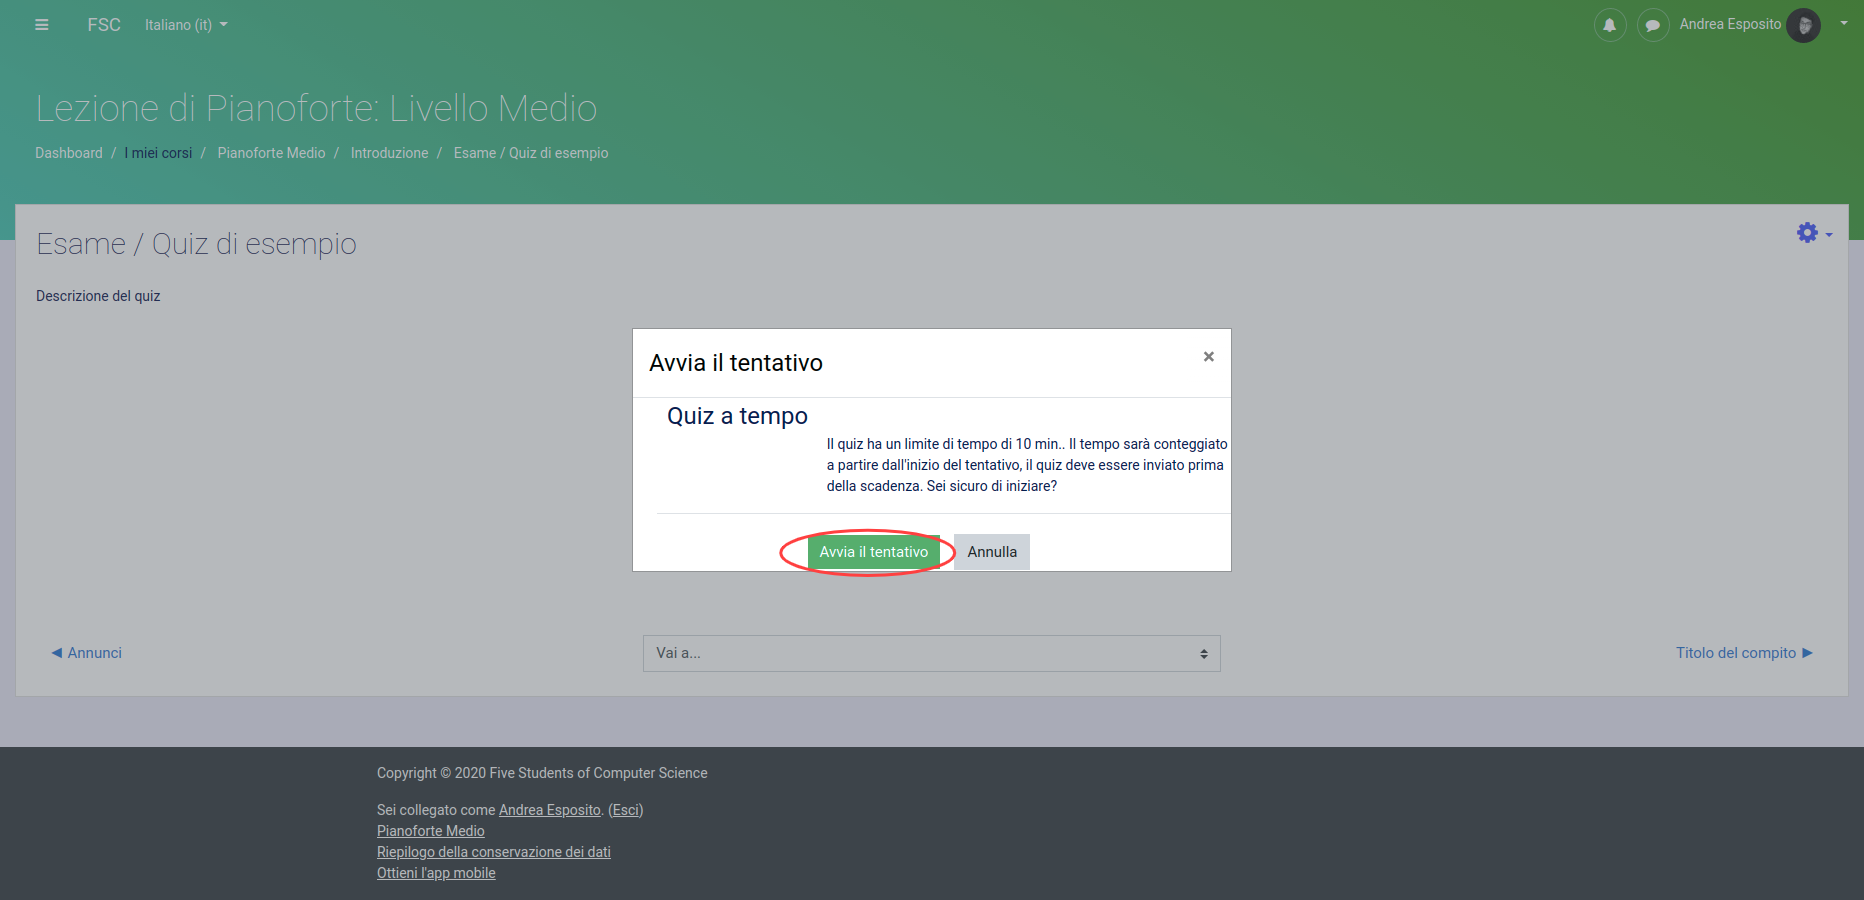 FSC Italiano (it) Andrea Esposito
Lezione di Pianoforte: Livello Medio
Dashboard / I miei corsi / Pianoforte Medio / Introduzione / Esame / Quiz di esempio
Esame / Quiz di esempio
Descrizione del quiz
Avvia il tentativo ×
Quiz a tempo
Il quiz ha un limite di tempo di 10 min.. Il tempo sarà conteggiato
a partire dall'inizio del tentativo, il quiz deve essere inviato prima
della scadenza. Sei sicuro di iniziare?
Avvia il tentativo Annulla
◄ Annunci Vai a... Titolo del compito ►
Copyright © 2020 Five Students of Computer Science
Sei collegato come Andrea Esposito. (Esci)
Pianoforte Medio
Riepilogo della conservazione dei dati
Ottieni l'app mobile